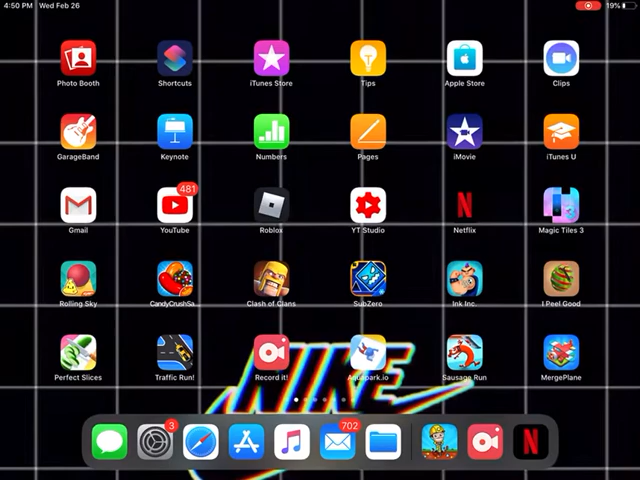 4:50 PM Wed Feb 26 19%
Photo Booth Shortcuts iTunes Store Tips Apple Store Clips
GarageBand Keynote Numbers Pages iMovie iTunes U
481
Gmail YouTube Roblox YT Studio Netflix Magic Tiles 3
Rolling Sky CandyCrushSa... Clash of Clans SubZero Ink Inc. I Peel Good
Perfect Slices Traffic Run! Record it! Aquapark.io Sausage Run MergePlane
NIKE
3 702
N